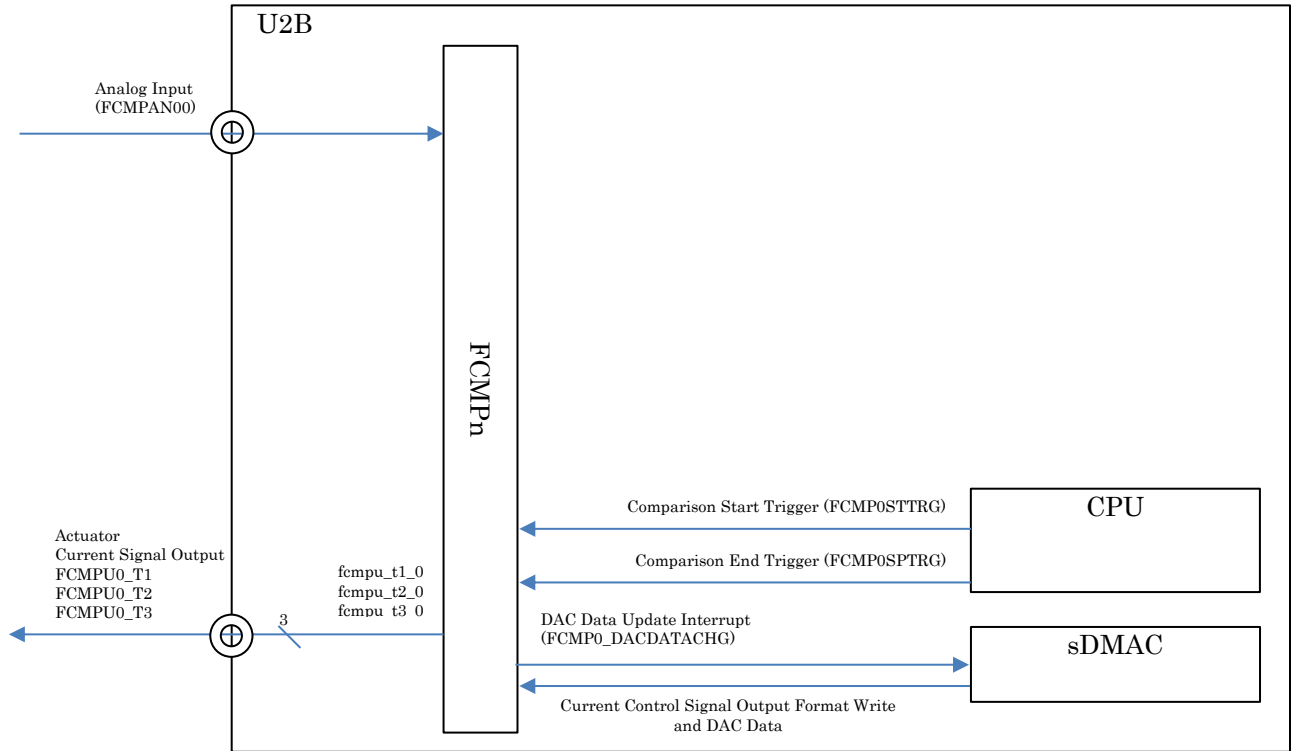 U2B
Analog Input
(FCMPAN00)
FCMPn
Comparison Start Trigger (FCMP0STTRG)
CPU
Comparison End Trigger (FCMP0SPTRG)
Actuator
Current Signal Output
FCMPU0_T1
FCMPU0_T2
FCMPU0_T3
fcmpu_t1_0
fcmpu_t2_0
fcmpu_t3_0
3
DAC Data Update Interrupt
(FCMP0_DACDATACHG)
sDMAC
Current Control Signal Output Format Write
and DAC Data